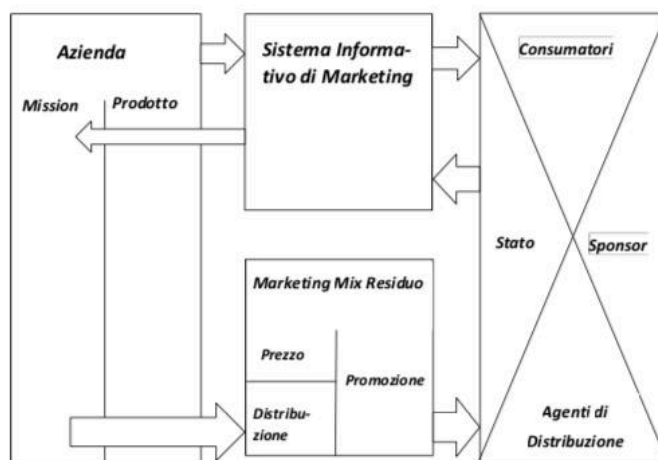 Azienda
Mission
Prodotto
Sistema Informa-
tivo di Marketing
Consumatori
Stato
Sponsor
Marketing Mix Residuo
Prezzo
Promozione
Distribu-
zione
Agenti di
Distribuzione